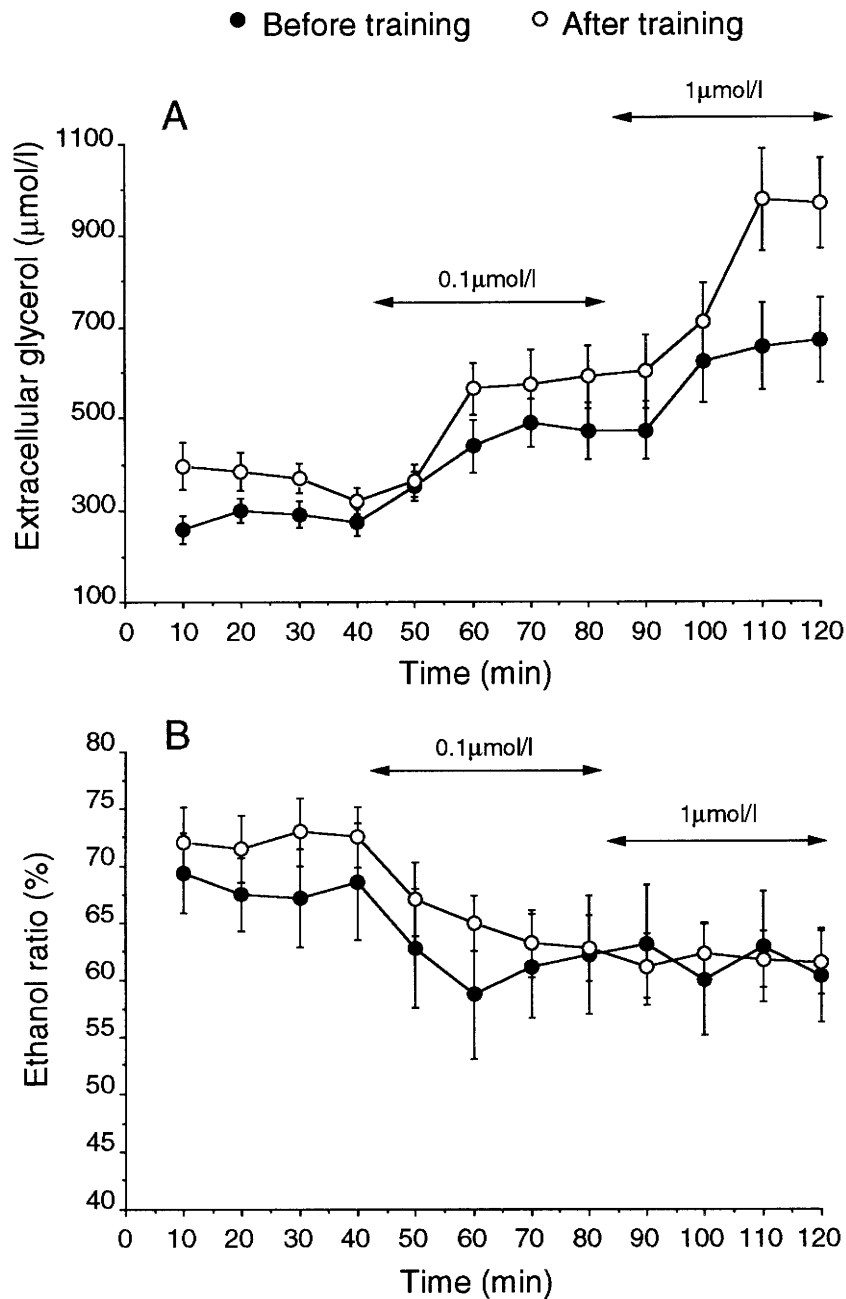 ● Before training ○ After training
A
1μmol/l
0.1μmol/l
Extracellular glycerol (μmol/l)
1100
900
700
500
300
100
0 10 20 30 40 50 60 70 80 90 100 110 120
Time (min)
B
0.1μmol/l
1μmol/l
Ethanol ratio (%)
80
75
70
65
60
55
50
45
40
0 10 20 30 40 50 60 70 80 90 100 110 120
Time (min)